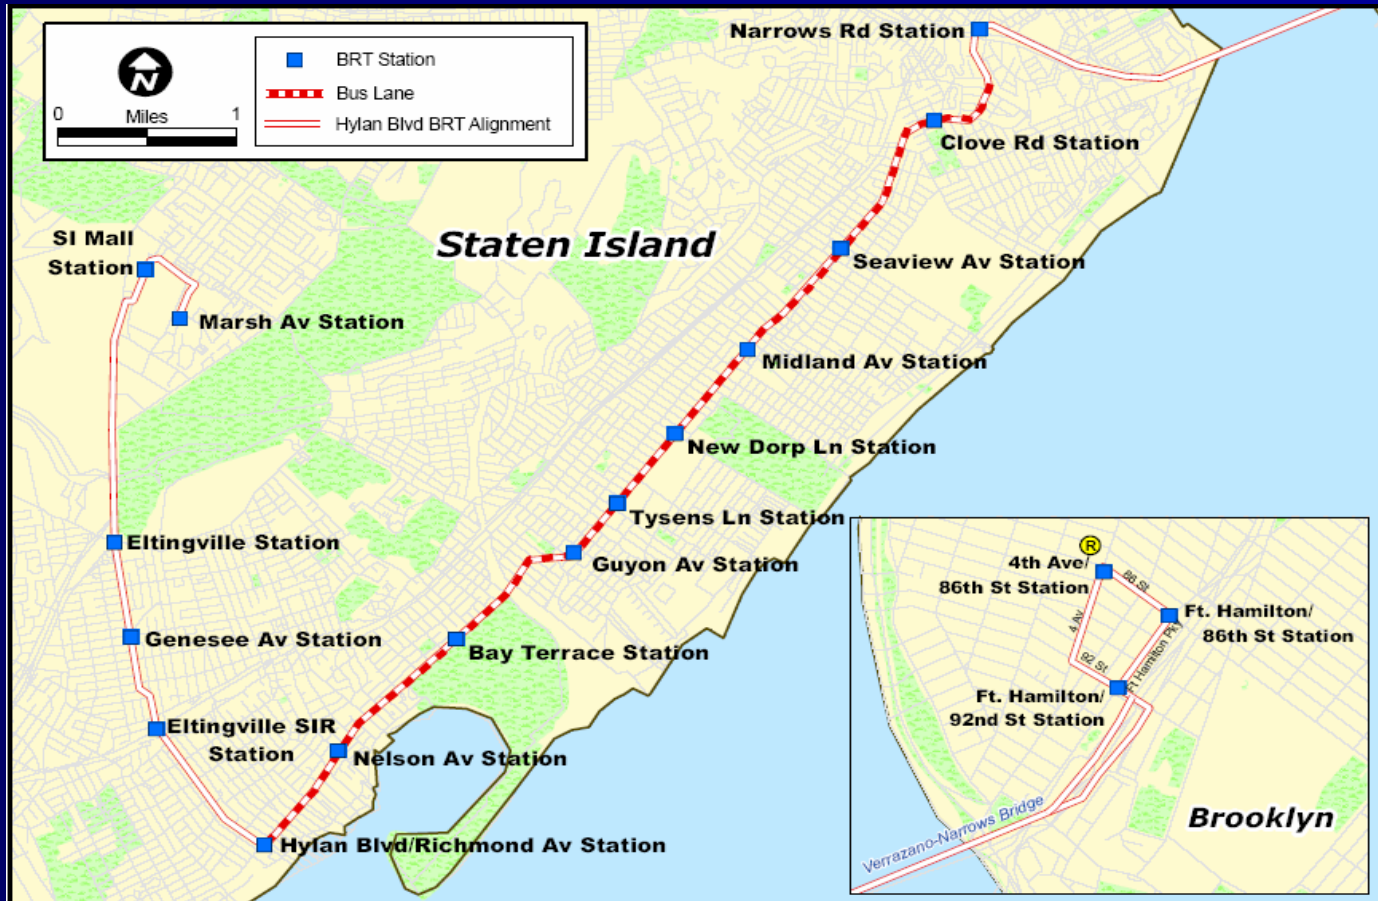 N
0 Miles 1
BRT Station
Bus Lane
Hylan Blvd BRT Alignment
Narrows Rd Station
Clove Rd Station
SI Mall
Station
Staten Island
Seaview Av Station
Marsh Av Station
Midland Av Station
New Dorp Ln Station
Tysens Ln Station
Eltingville Station
Guyon Av Station
Genesee Av Station
Bay Terrace Station
Eltingville SIR
Station
Nelson Av Station
Hylan Blvd/Richmond Av Station
R
4th Ave/
86th St Station
86 St
Ft. Hamilton/
86th St Station
4 Av
92 St
Ft Hamilton Pky
Ft. Hamilton/
92nd St Station
Verrazano-Narrows Bridge
Brooklyn